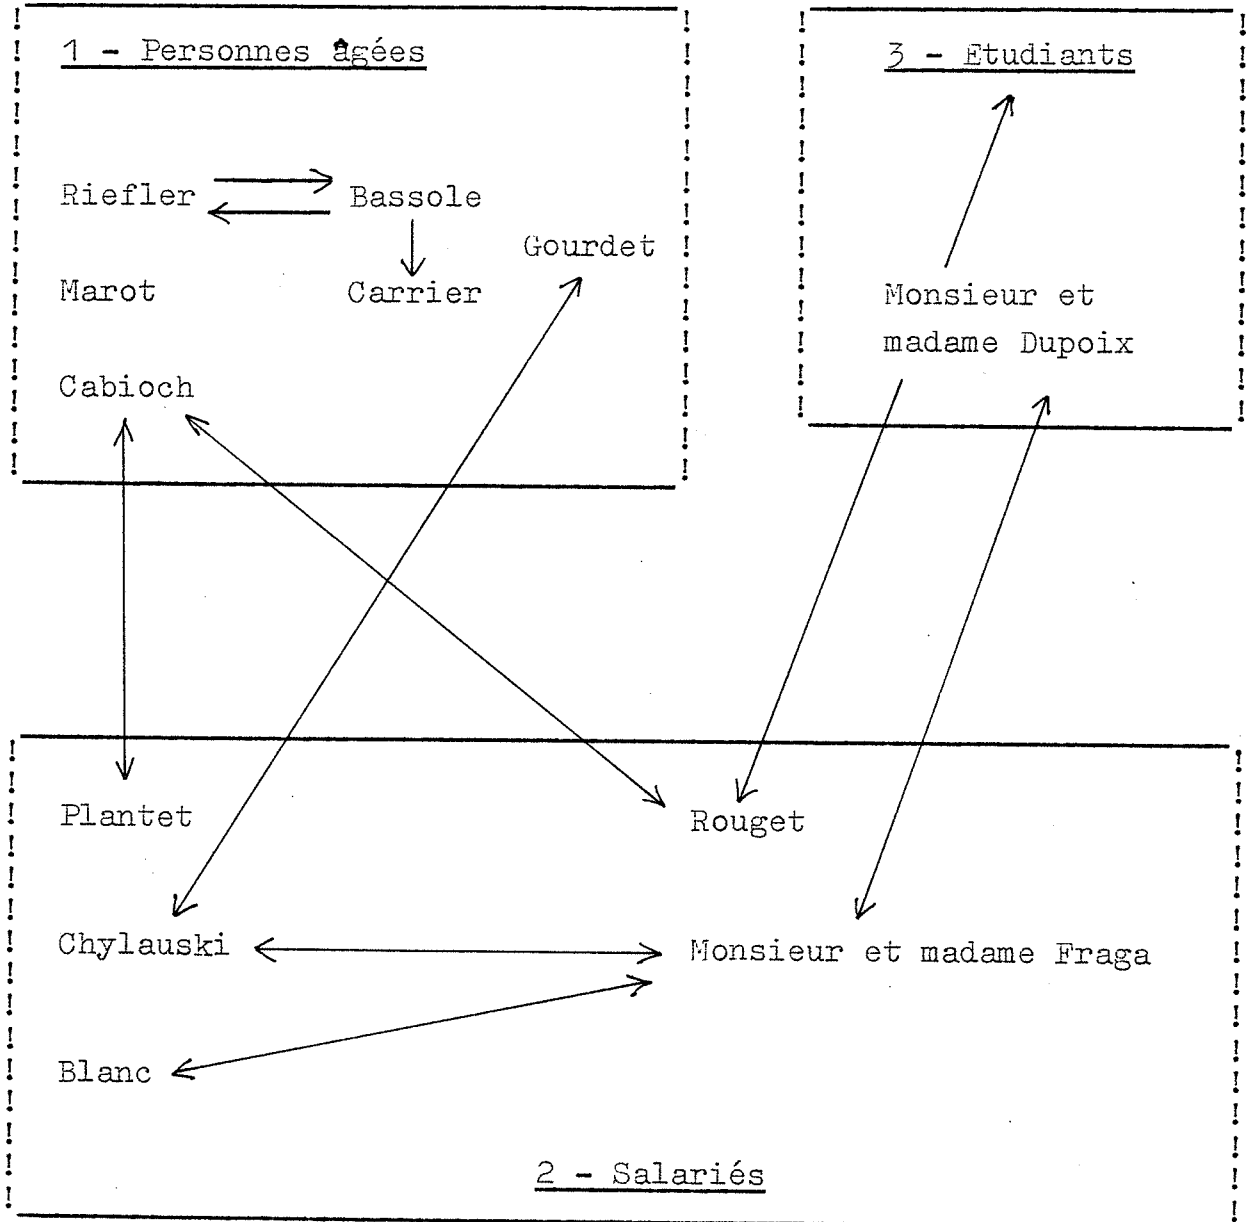 1 - Personnes âgées
Riefler
Bassole
Gourdet
Marot
Carrier
Cabioch
3 - Etudiants
Monsieur et
madame Dupoix
Plantet
Rouget
Chylauski
Monsieur et madame Fraga
Blanc
2 - Salariés